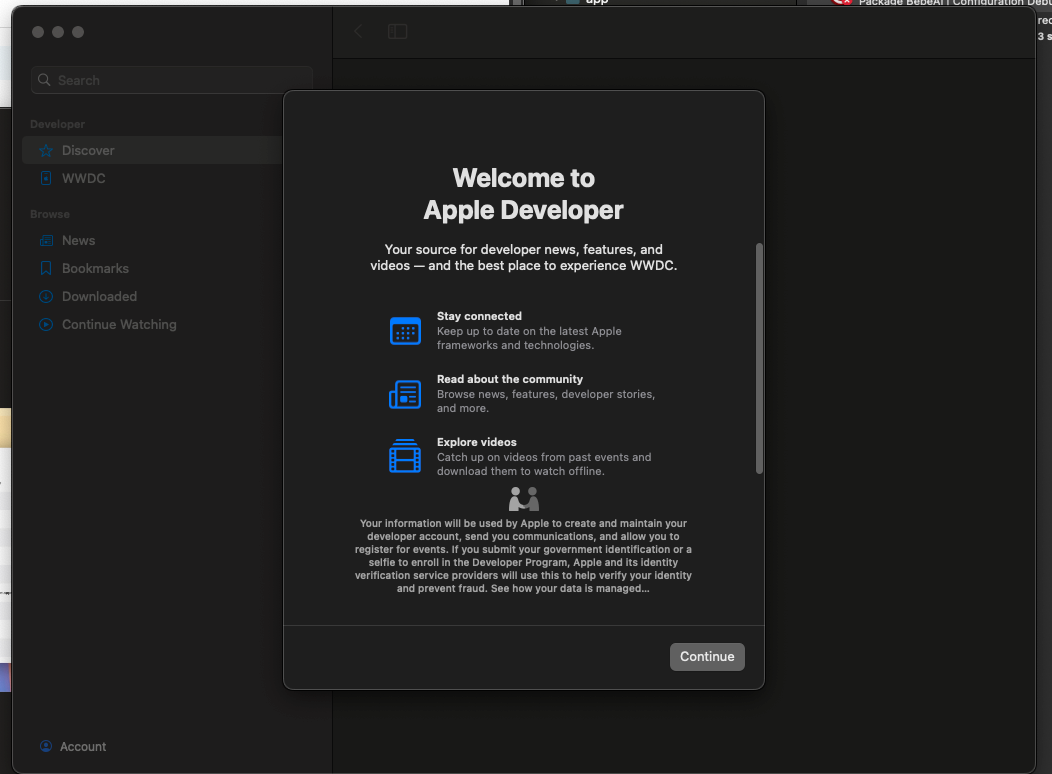 app
Package BebeAI | Configuration Debu
rec
3 s
Search
Developer
Discover
WWDC
Browse
News
Bookmarks
Downloaded
Continue Watching
Account
Welcome to
Apple Developer
Your source for developer news, features, and
videos — and the best place to experience WWDC.
Stay connected
Keep up to date on the latest Apple
frameworks and technologies.
Read about the community
Browse news, features, developer stories,
and more.
Explore videos
Catch up on videos from past events and
download them to watch offline.
Your information will be used by Apple to create and maintain your
developer account, send you communications, and allow you to
register for events. If you submit your government identification or a
selfie to enroll in the Developer Program, Apple and its identity
verification service providers will use this to help verify your identity
and prevent fraud. See how your data is managed...
Continue